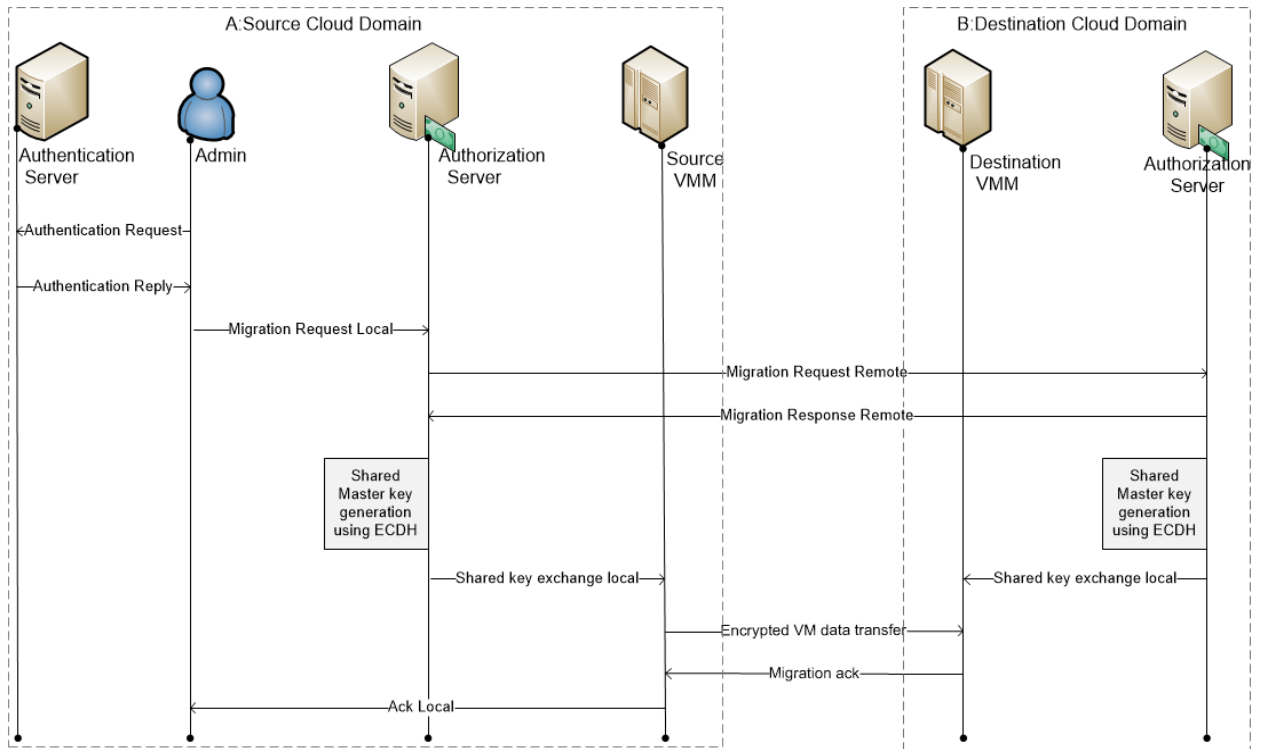 A:Source Cloud Domain
B:Destination Cloud Domain
Authentication
Server
Admin
Authorization
Server
Source
VMM
Destination
VMM
Authorization
Server
Authentication Request
Authentication Reply
Migration Request Local
Migration Request Remote
Migration Response Remote
Shared
Master key
generation
using ECDH
Shared
Master key
generation
using ECDH
Shared key exchange local
Shared key exchange local
Encrypted VM data transfer
Migration ack
Ack Local